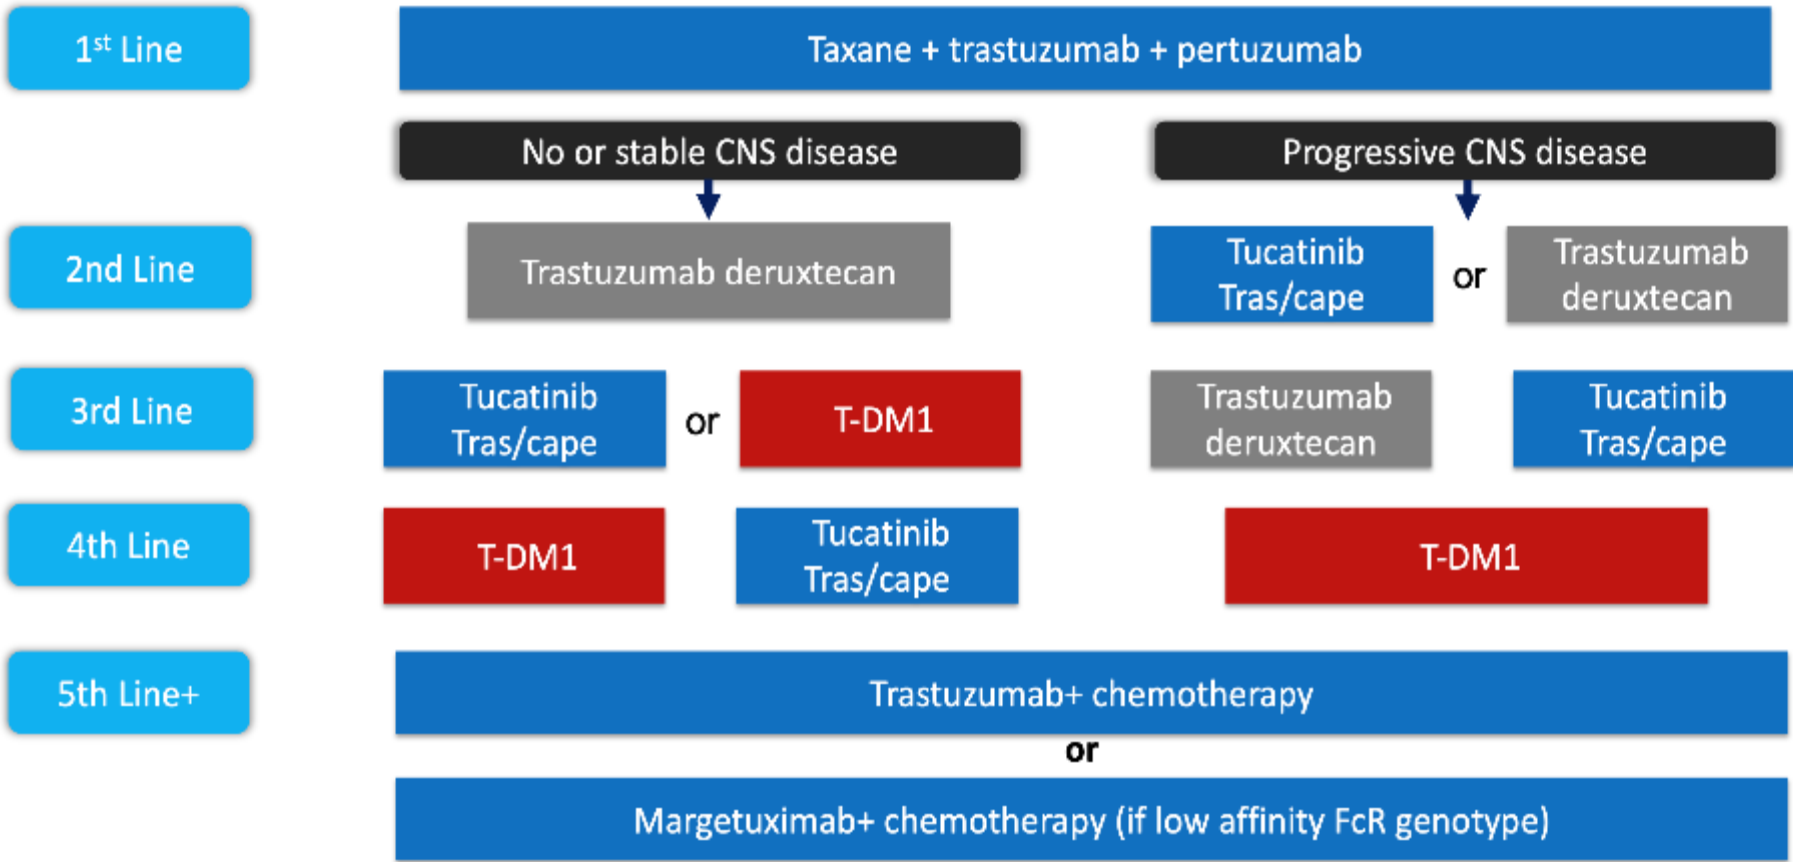 1st Line
Taxane + trastuzumab + pertuzumab
No or stable CNS disease
Progressive CNS disease
2nd Line
Trastuzumab deruxtecan
Tucatinib
Tras/cape
or
Trastuzumab
deruxtecan
3rd Line
Tucatinib
Tras/cape
or
T-DM1
Trastuzumab
deruxtecan
Tucatinib
Tras/cape
4th Line
T-DM1
Tucatinib
Tras/cape
T-DM1
5th Line+
Trastuzumab+ chemotherapy
or
Margetuximab+ chemotherapy (if low affinity FcR genotype)